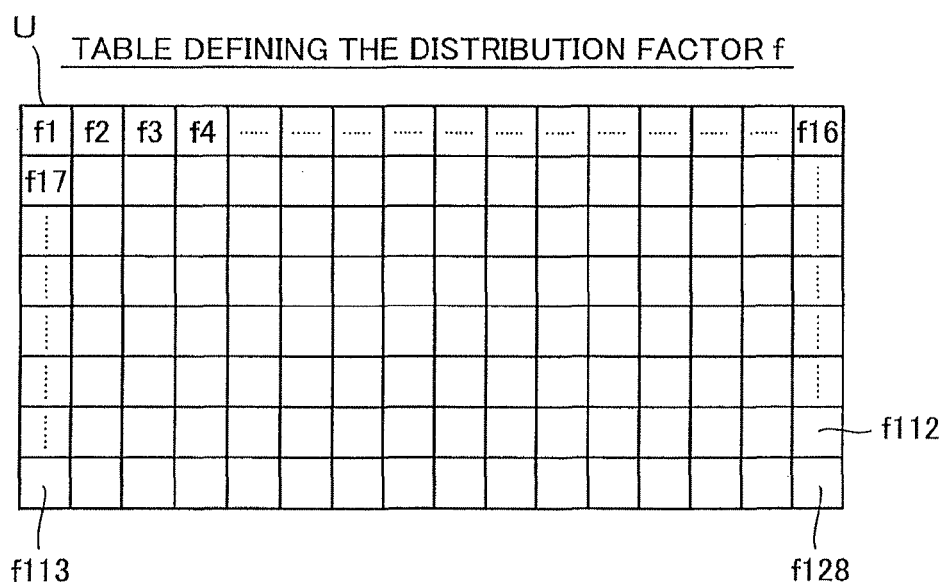 U
TABLE DEFINING THE DISTRIBUTION FACTOR f
f1 f2 f3 f4 ...... ...... ...... ...... ...... ...... ...... ...... ...... ...... ...... f16
f17
f112
f113 f128